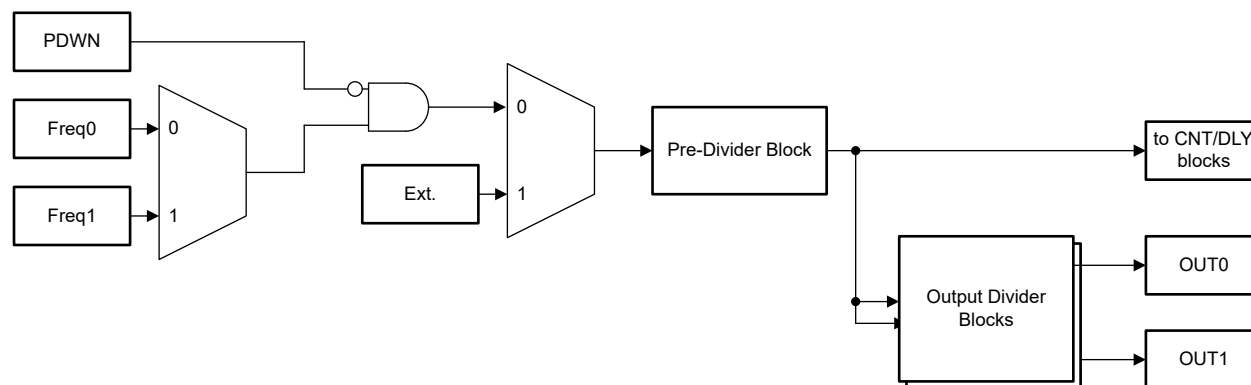 PDWN
Freq0
0
Freq1
1
0
Ext.
1
Pre-Divider Block
to CNT/DLY
blocks
Output Divider
Blocks
OUT0
OUT1